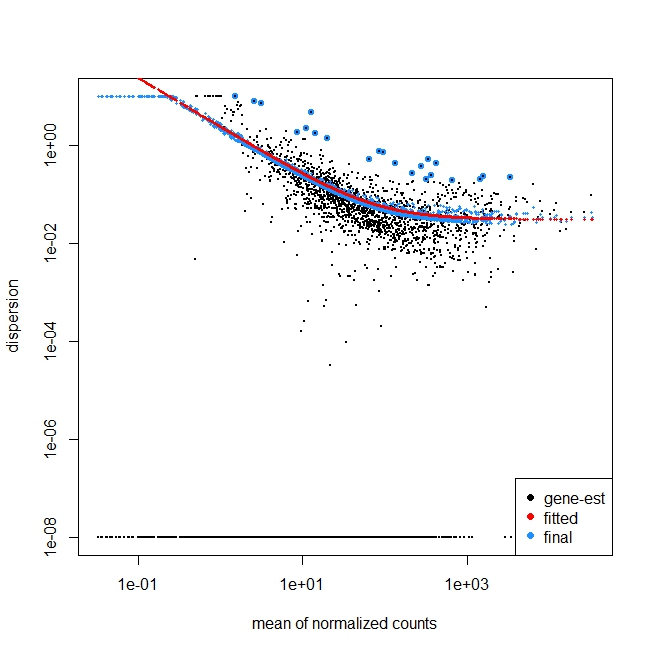 dispersion
1e+00
1e-02
1e-04
1e-06
1e-08
gene-est
fitted
final
1e-01
1e+01
1e+03
mean of normalized counts